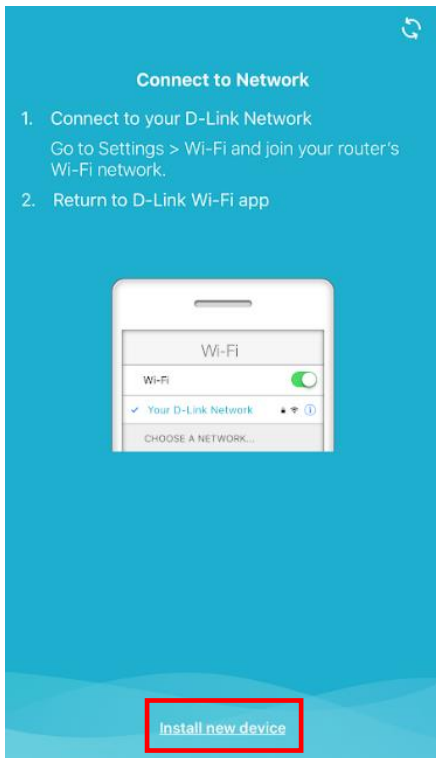 Connect to Network
1. Connect to your D-Link Network
Go to Settings > Wi-Fi and join your router's
Wi-Fi network.
2. Return to D-Link Wi-Fi app
Wi-Fi
Wi-Fi
Your D-Link Network
CHOOSE A NETWORK...
Install new device